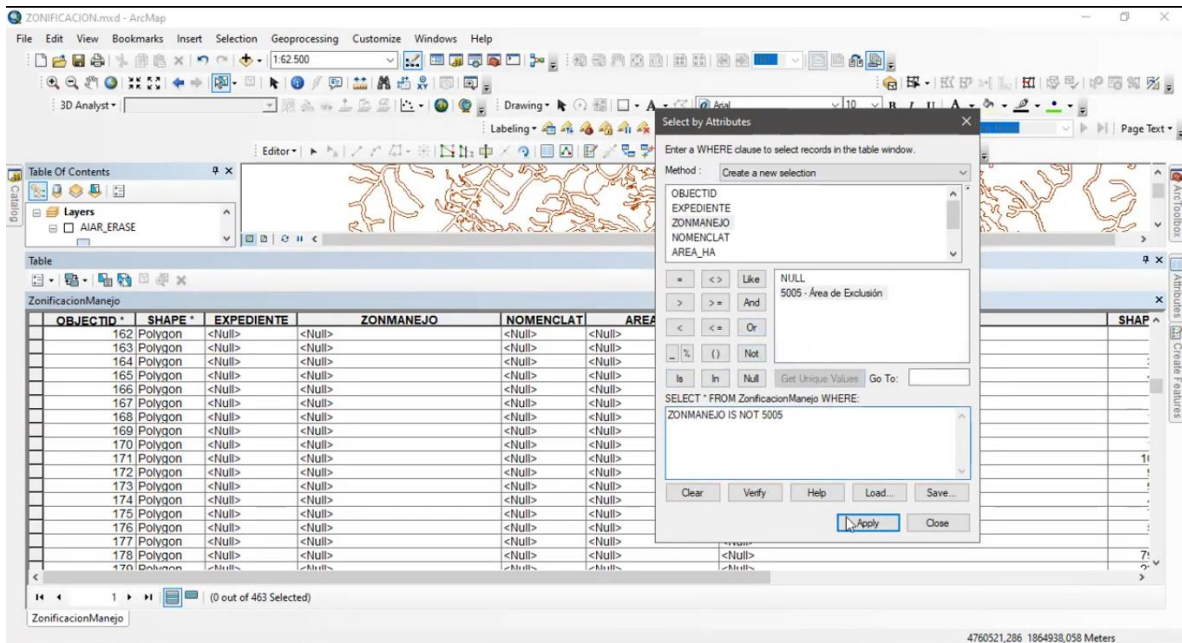 ZONIFICACION.mxd - ArcMap
File Edit View Bookmarks Insert Selection Geoprocessing Customize Windows Help
1:62.500
3D Analyst
Drawing
Arial
10
B I U A
Labeling
Page Text
Editor
Table Of Contents
Catalog
Layers
AIAR_ERASE
ArcToolbox
Attributes
Create Features
Table
ZonificacionManejo
OBJECTID * SHAPE * EXPEDIENTE ZONMANEJO NOMENCLAT AREA SHAP
162 Polygon <Null> <Null> <Null> <Null>
163 Polygon <Null> <Null> <Null> <Null>
164 Polygon <Null> <Null> <Null> <Null>
165 Polygon <Null> <Null> <Null> <Null>
166 Polygon <Null> <Null> <Null> <Null>
167 Polygon <Null> <Null> <Null> <Null>
168 Polygon <Null> <Null> <Null> <Null>
169 Polygon <Null> <Null> <Null> <Null>
170 Polygon <Null> <Null> <Null> <Null>
171 Polygon <Null> <Null> <Null> <Null>
172 Polygon <Null> <Null> <Null> <Null>
173 Polygon <Null> <Null> <Null> <Null>
174 Polygon <Null> <Null> <Null> <Null>
175 Polygon <Null> <Null> <Null> <Null>
176 Polygon <Null> <Null> <Null> <Null>
177 Polygon <Null> <Null> <Null> <Null> <Null>
178 Polygon <Null> <Null> <Null> <Null> <Null>
179 Polygon <Null> <Null> <Null> <Null> <Null>
1 (0 out of 463 Selected)
ZonificacionManejo
Select by Attributes
Enter a WHERE clause to select records in the table window.
Method : Create a new selection
OBJECTID
EXPEDIENTE
ZONMANEJO
NOMENCLAT
AREA_HA
= <> Like
> >= And
< <= Or
_ % () Not
Is In Null
NULL
5005 - Área de Exclusión
Get Unique Values Go To:
SELECT * FROM ZonificacionManejo WHERE:
ZONMANEJO IS NOT 5005
Clear Verify Help Load... Save...
Apply Close
4760521,286 1864938,058 Meters